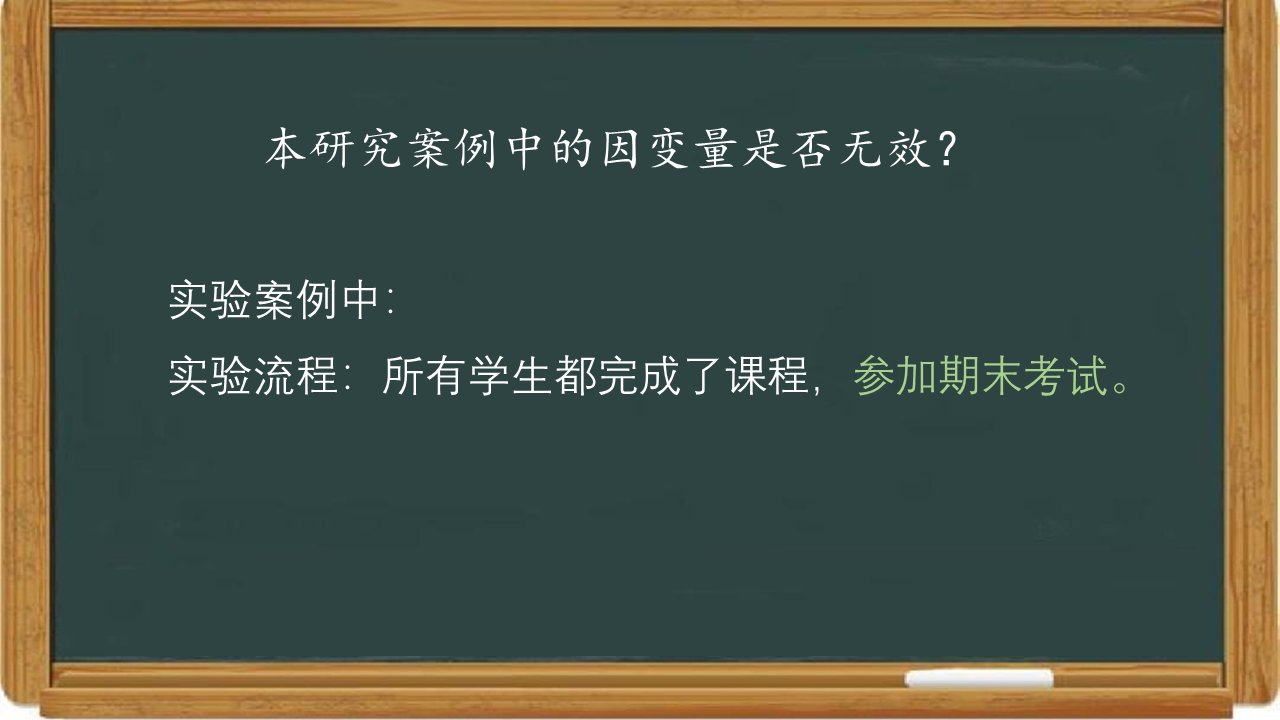 本研究案例中的因变量是否无效？
实验案例中：
实验流程：所有学生都完成了课程，参加期末考试。